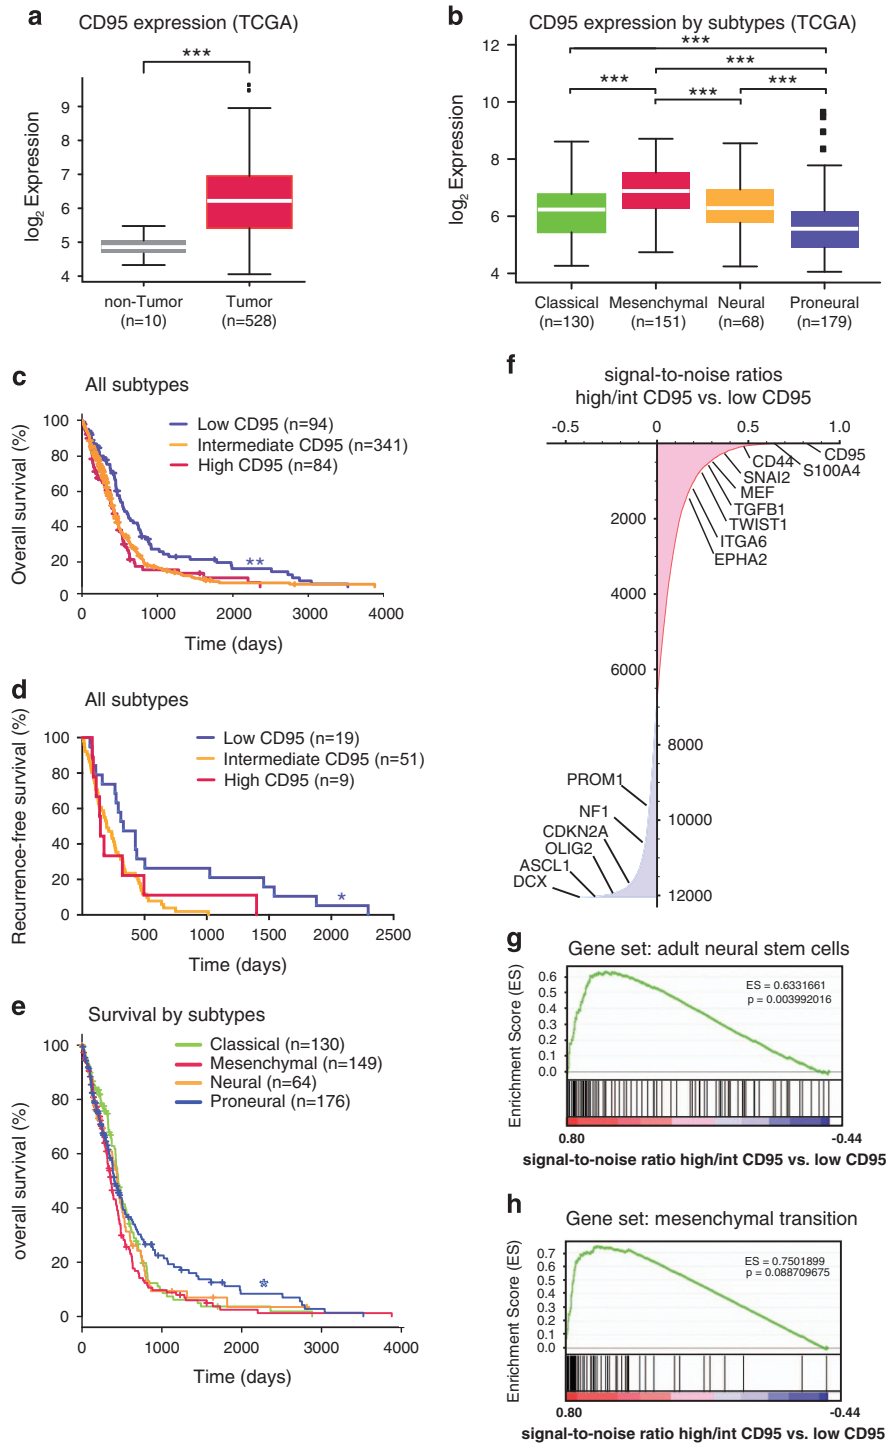 a
CD95 expression (TCGA)
***
log2 Expression
9
8
7
6
5
4
non-Tumor
(n=10)
Tumor
(n=528)
b
CD95 expression by subtypes (TCGA)
***
***
***
***
***
log2 Expression
12
10
8
6
4
Classical
(n=130)
Mesenchymal
(n=151)
Neural
(n=68)
Proneural
(n=179)
c
All subtypes
Overall survival (%)
100
80
60
40
20
0
Low CD95 (n=94)
Intermediate CD95 (n=341)
High CD95 (n=84)
**
0 1000 2000 3000 4000
Time (days)
d
All subtypes
Recurrence-free survival (%)
100
80
60
40
20
0
Low CD95 (n=19)
Intermediate CD95 (n=51)
High CD95 (n=9)
*
500 1000 1500 2000 2500
Time (days)
e
Survival by subtypes
overall survival (%)
100
80
60
40
20
0
Classical (n=130)
Mesenchymal (n=149)
Neural (n=64)
Proneural (n=176)
*
0 1000 2000 3000 4000
Time (days)
f
signal-to-noise ratios
high/int CD95 vs. low CD95
-0.5 0 0.5 1.0
CD95
S100A4
CD44
SNAI2
MEF
TGFB1
TWIST1
ITGA6
EPHA2
2000
4000
6000
8000
10000
12000
PROM1
NF1
CDKN2A
OLIG2
ASCL1
DCX
g
Gene set: adult neural stem cells
Enrichment Score (ES)
0.6
0.5
0.4
0.3
0.2
0.1
0.0
ES = 0.6331661
p = 0.003992016
0.80 -0.44
signal-to-noise ratio high/int CD95 vs. low CD95
h
Gene set: mesenchymal transition
Enrichment Score (ES)
0.7
0.6
0.5
0.4
0.3
0.2
0.1
0.0
ES = 0.7501899
p = 0.088709675
0.80 -0.44
signal-to-noise ratio high/int CD95 vs. low CD95